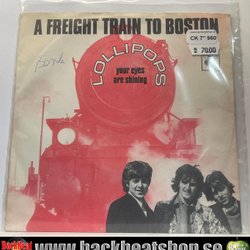 A FREIGHT TRAIN TO BOSTON
CK 7" 960
$ 7000
LOLLIPOPS
your eyes
are shining
www.backbeatshop.se